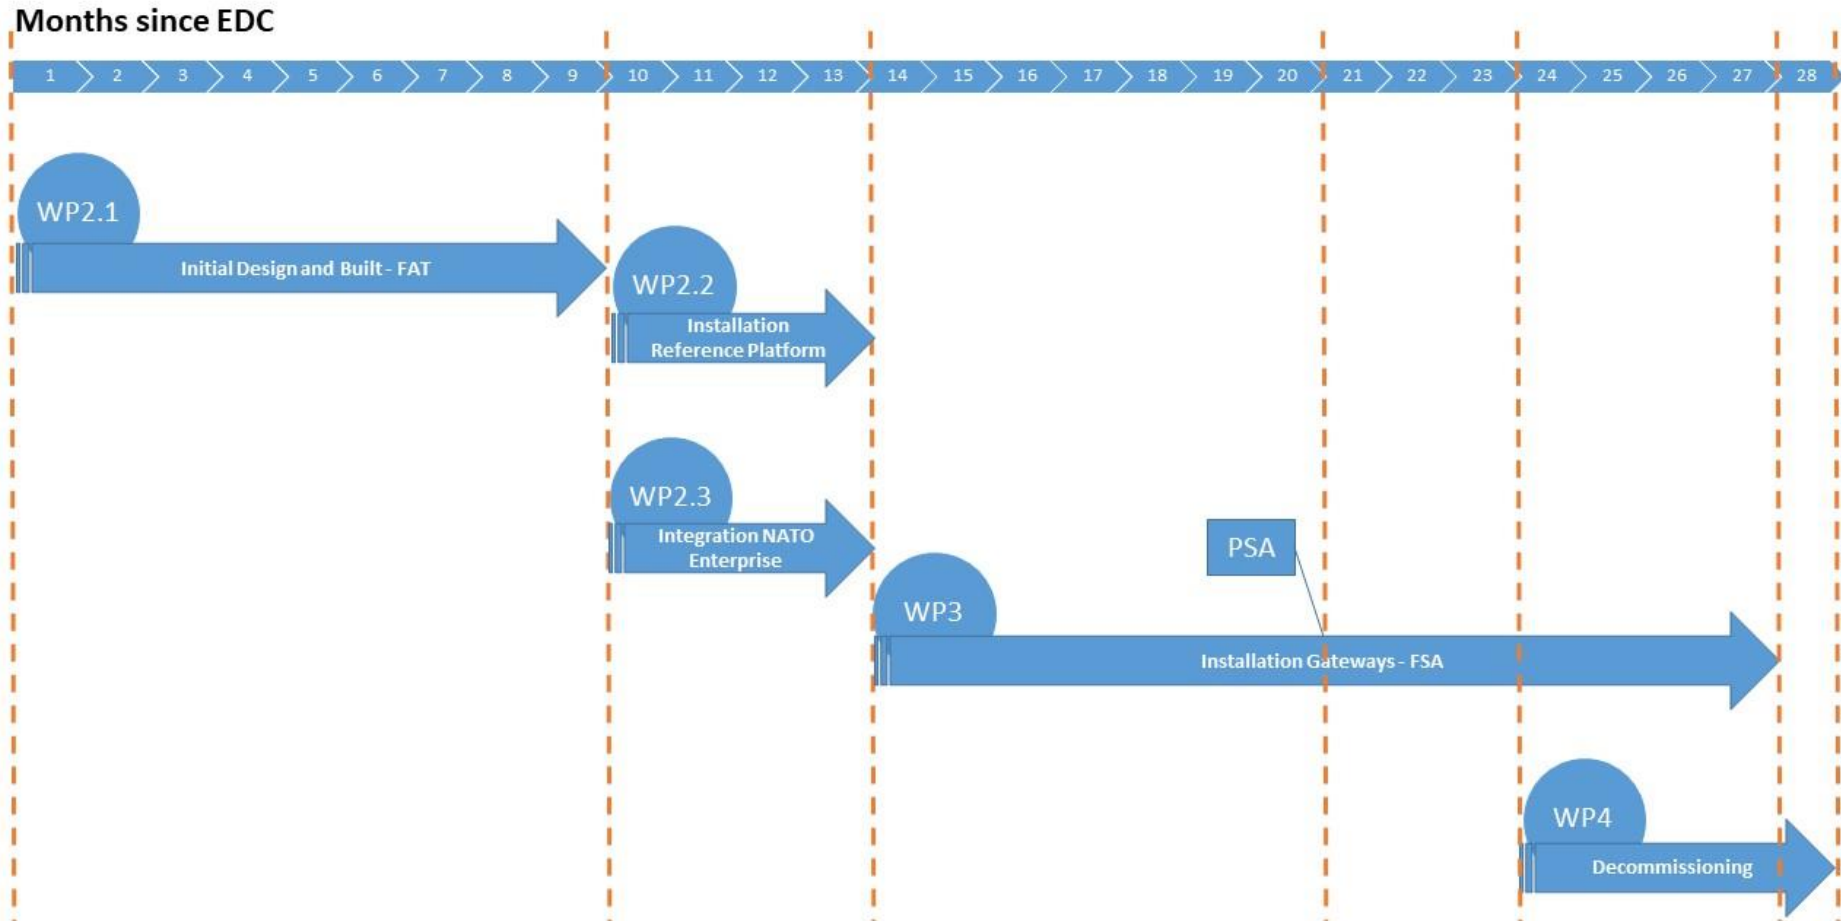 Months since EDC
1 2 3 4 5 6 7 8 9 10 11 12 13 14 15 16 17 18 19 20 21 22 23 24 25 26 27 28
WP2.1
Initial Design and Built - FAT
WP2.2
Installation
Reference Platform
WP2.3
Integration NATO
Enterprise
PSA
WP3
Installation Gateways - FSA
WP4
Decommissioning